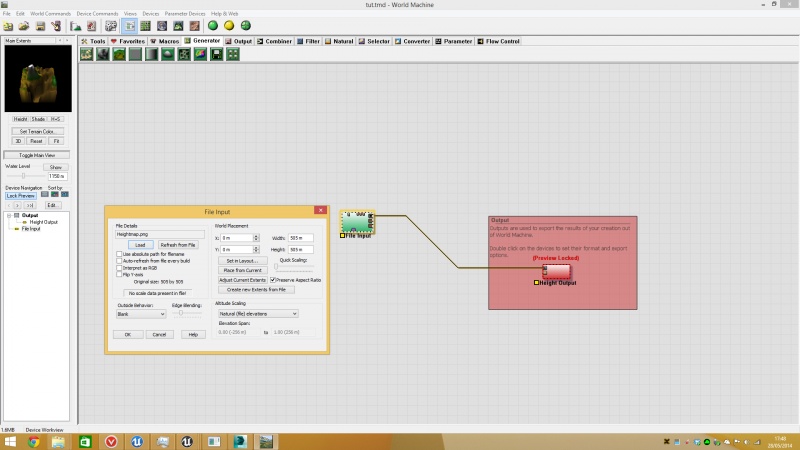 tut.tmd - World Machine
File Edit World Commands Device Commands Views Devices Parameter Devices Help & Web
Main Extents
Tools Favorites Macros Generator Output Combiner Filter Natural Selector Converter Parameter Flow Control
Height Shade H+S
Set Terrain Color...
3D Reset Fit
Toggle Main View
Water Level Show
1158 m
Device Navigation Sort by:
Lock Preview
Edit...
Output
Height Output
File Input
File Input
File Details
Heightmap.png
Load Refresh from File
Use absolute path for filename
Auto-refresh from file every build
Interpret as RGB
Flip Y-axis
Original size: 505 by 505
No scale data present in file!
Outside Behavior: Edge Blending:
Blank
OK Cancel Help
World Placement
X: 0 m Width: 505 m
Y: 0 m Height: 505 m
Set in Layout... Quick Scaling:
Place from Current
Adjust Current Extents Preserve Aspect Ratio
Create new Extents from File
Altitude Scaling
Natural (file) elevations
Elevation Span:
0.00 (-256 m) to 1.00 (256 m)
File Input
Output
Outputs are used to export the results of your creation out
of World Machine.
Double click on the devices to set their format and export
options.
(Preview Locked)
Height Output
1.6MB Device Workview
11:48
28/05/2014